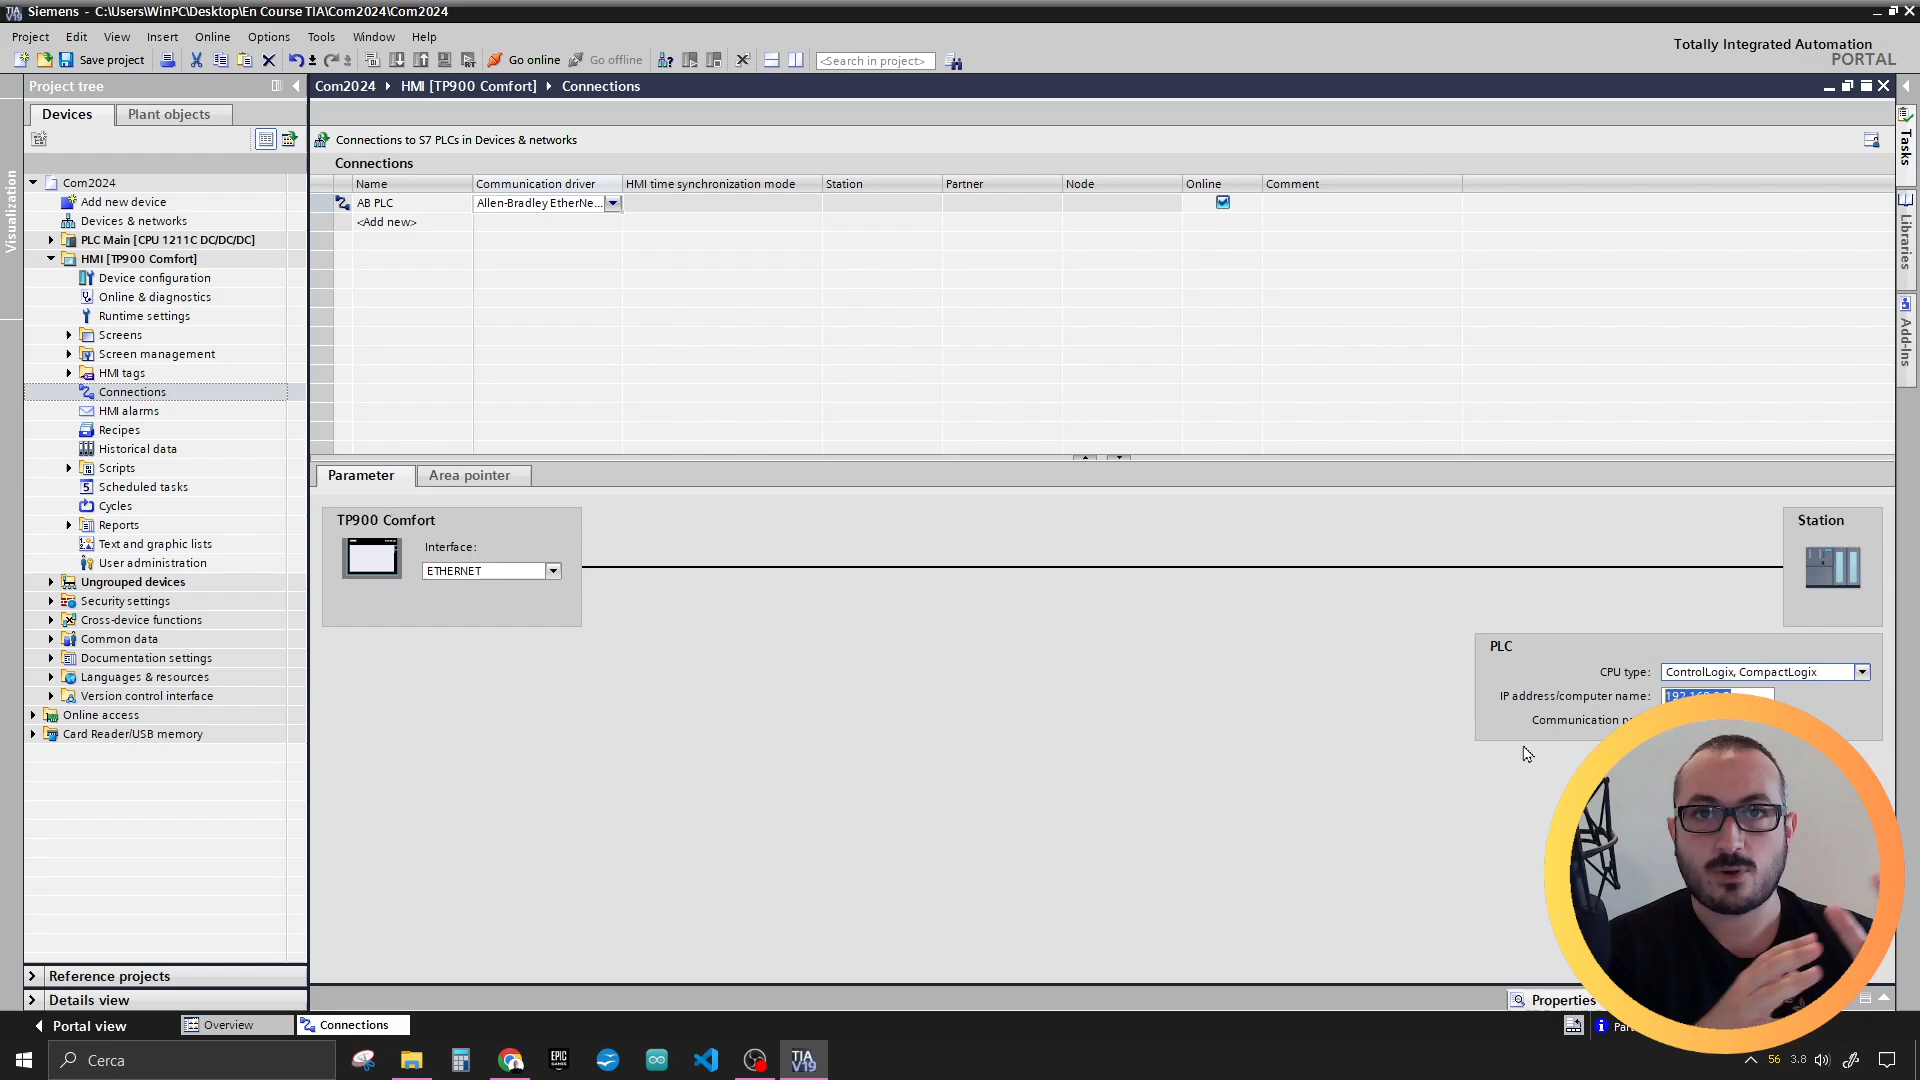 Siemens - C:\Users\WinPC\Desktop\En Course TIA\Com2024\Com2024
Project Edit View Insert Online Options Tools Window Help
Save project Go online Go offline <Search in project>
Totally Integrated Automation
PORTAL
Project tree
Com2024 HMI [TP900 Comfort] Connections
Devices Plant objects
Visualization
Connections to S7 PLCs in Devices & networks
Connections
Name Communication driver HMI time synchronization mode Station Partner Node Online Comment
AB PLC Allen-Bradley EtherNe...
<Add new>
Com2024
Add new device
Devices & networks
PLC Main [CPU 1211C DC/DC/DC]
HMI [TP900 Comfort]
Device configuration
Online & diagnostics
Runtime settings
Screens
Screen management
HMI tags
Connections
HMI alarms
Recipes
Historical data
Scripts
Scheduled tasks
Cycles
Reports
Text and graphic lists
User administration
Ungrouped devices
Security settings
Cross-device functions
Common data
Documentation settings
Languages & resources
Version control interface
Online access
Card Reader/USB memory
Reference projects
Details view
Parameter Area pointer
TP900 Comfort
Interface:
ETHERNET
Station
PLC
CPU type: ControlLogix, CompactLogix
IP address/computer name:
Communication
Tasks
Libraries
Add-Ins
Properties
Portal view Overview Connections
Cerca
EPIC GAMES
TIA V19
56 3.8